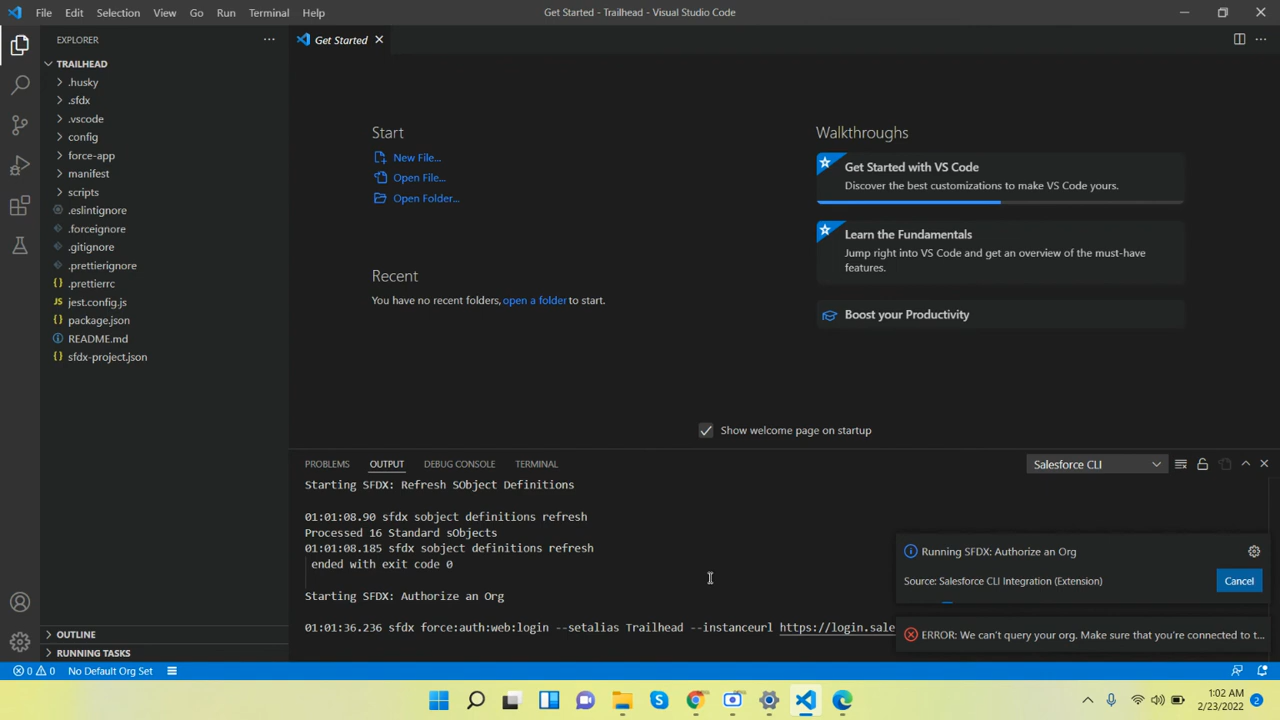 File Edit Selection View Go Run Terminal Help
Get Started - Trailhead - Visual Studio Code
EXPLORER
TRAILHEAD
.husky
.sfdx
.vscode
config
force-app
manifest
scripts
.eslintignore
.forceignore
.gitignore
.prettierignore
.prettierrc
JS jest.config.js
package.json
README.md
sfdx-project.json
OUTLINE
RUNNING TASKS
Get Started
Start
New File...
Open File...
Open Folder...
Recent
You have no recent folders, open a folder to start.
Walkthroughs
Get Started with VS Code
Discover the best customizations to make VS Code yours.
Learn the Fundamentals
Jump right into VS Code and get an overview of the must-have
features.
Boost your Productivity
Show welcome page on startup
PROBLEMS OUTPUT DEBUG CONSOLE TERMINAL
Salesforce CLI
Starting SFDX: Refresh SObject Definitions
01:01:08.90 sfdx sobject definitions refresh
Processed 16 Standard sObjects
01:01:08.185 sfdx sobject definitions refresh
ended with exit code 0
Starting SFDX: Authorize an Org
01:01:36.236 sfdx force:auth:web:login --setalias Trailhead --instanceurl https://login.sale
Running SFDX: Authorize an Org
Source: Salesforce CLI Integration (Extension)
Cancel
ERROR: We can't query your org. Make sure that you're connected to t...
0 0 No Default Org Set
1:02 AM
2/23/2022
2